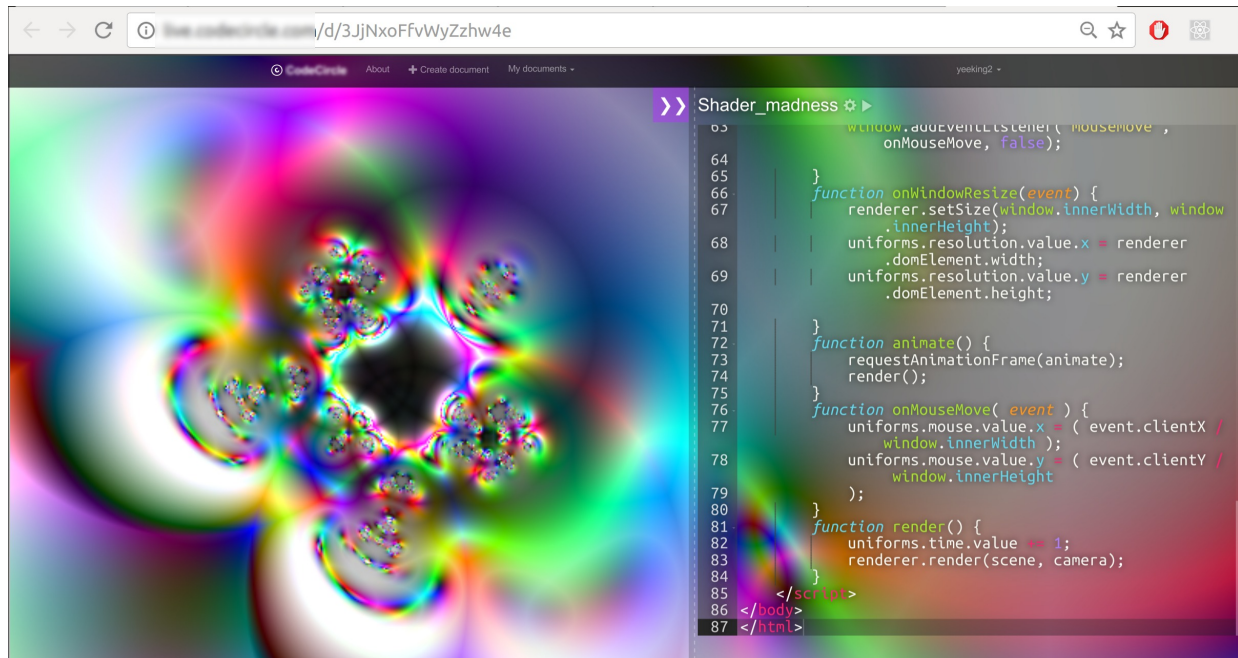 /d/3JjNxoFfvWyZzhw4e
About + Create document My documents
yeeking2
Shader_madness
63 window.addEventListener( 'mousemove',
onMouseMove, false);
64
65 }
66 function onWindowResize(event) {
67 renderer.setSize(window.innerWidth, window
.innerHeight);
68 uniforms.resolution.value.x = renderer
.domElement.width;
69 uniforms.resolution.value.y = renderer
.domElement.height;
70
71 }
72 function animate() {
73 requestAnimationFrame(animate);
74 render();
75 }
76 function onMouseMove( event ) {
77 uniforms.mouse.value.x = ( event.clientX /
window.innerWidth );
78 uniforms.mouse.value.y = ( event.clientY /
window.innerHeight
79 );
80 }
81 function render() {
82 uniforms.time.value 1;
83 renderer.render(scene, camera);
84 }
85 </script>
86 </body>
87 </html>